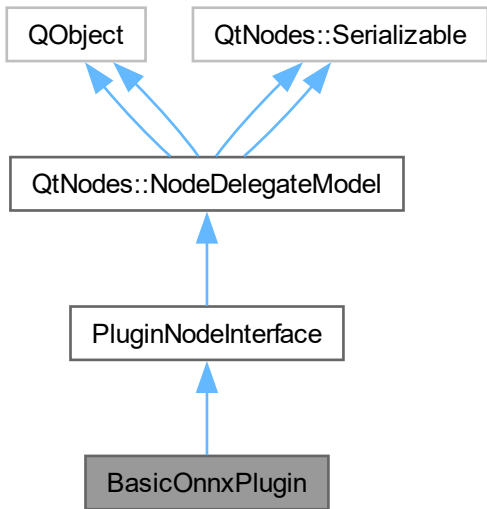 QObject
QtNodes::Serializable
QtNodes::NodeDelegateModel
PluginNodeInterface
BasicOnnxPlugin